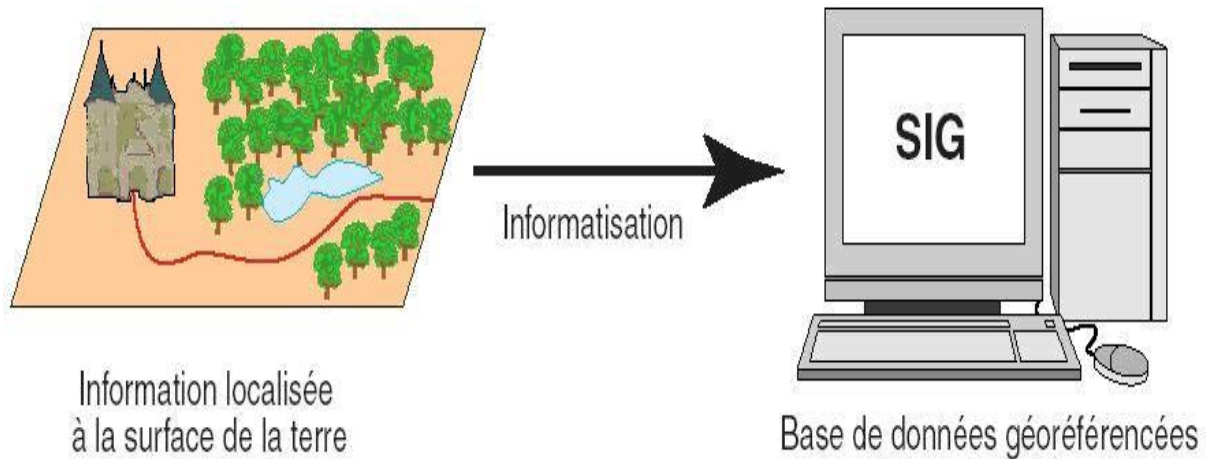 SIG
Informatisation
Information localisée
à la surface de la terre
Base de données géoréférencées